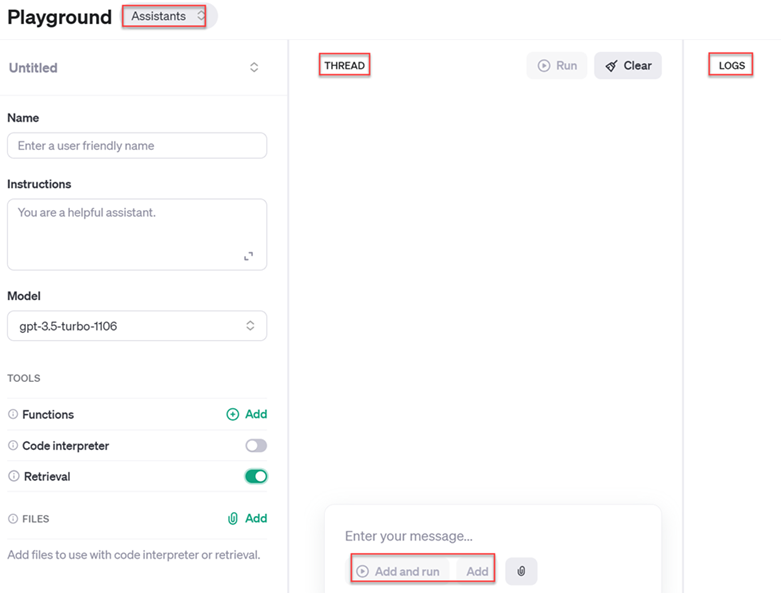 Playground Assistants
Untitled
Name
Enter a user friendly name
Instructions
You are a helpful assistant.
Model
gpt-3.5-turbo-1106
TOOLS
Functions Add
Code interpreter
Retrieval
FILES Add
Add files to use with code interpreter or retrieval.
THREAD Run Clear
Enter your message...
Add and run Add
LOGS